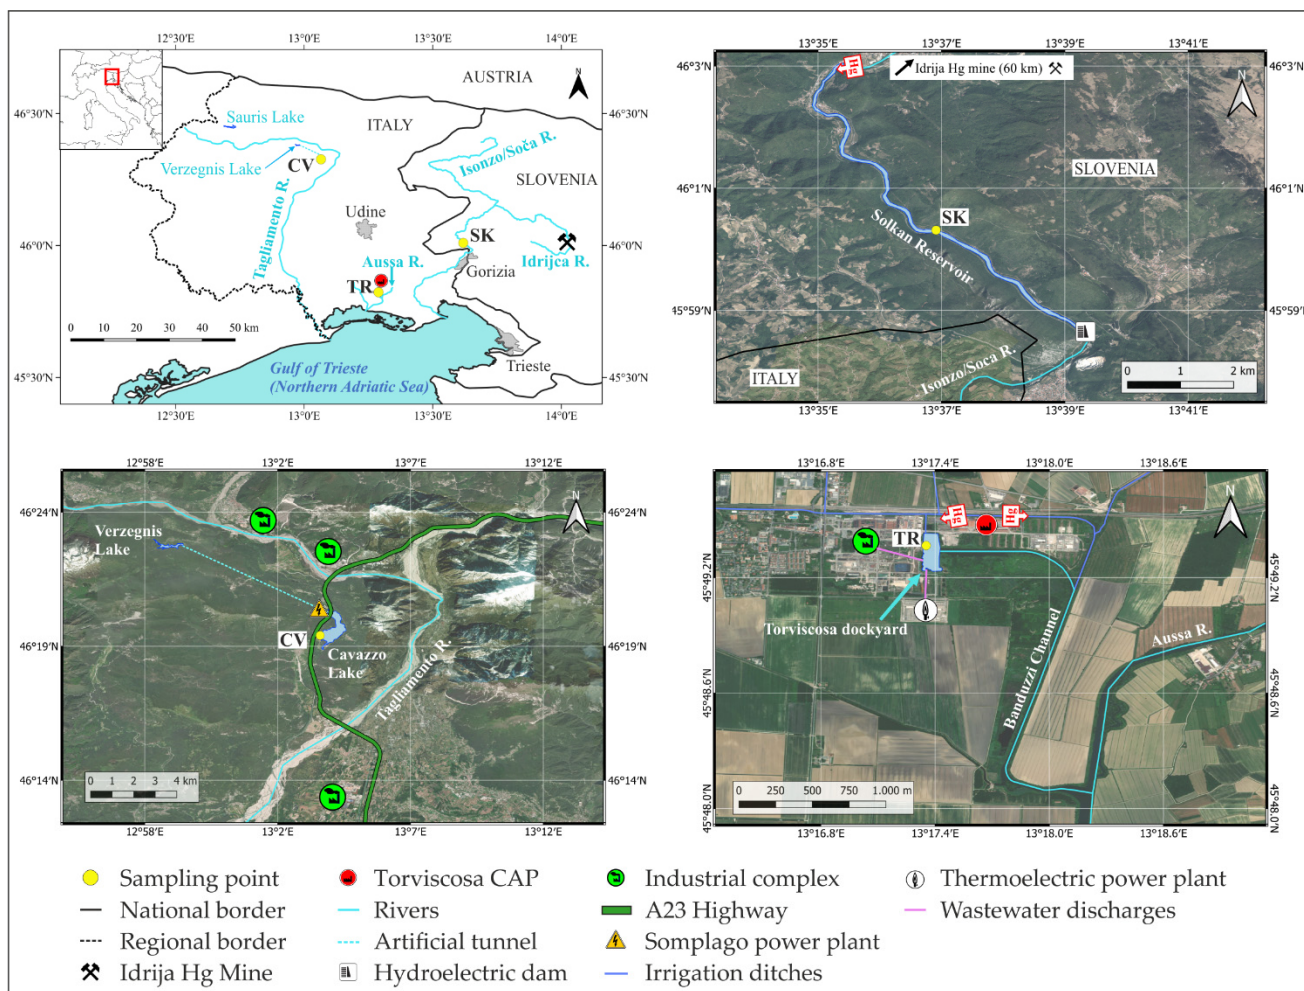 12°30'E 13°0'E 13°30'E 14°0'E
AUSTRIA
N
46°30'N
46°30'N
Sauris Lake
ITALY
Verzegnis Lake
CV
Isonzo/Soča R.
SLOVENIA
Tagliamento R.
Udine
SK
46°0'N
46°0'N
Gorizia
Idrijca R.
Aussa R.
TR
0 10 20 30 40 50 km
Trieste
Gulf of Trieste
(Northern Adriatic Sea)
45°30'N
45°30'N
12°30'E 13°0'E 13°30'E 14°0'E
13°35'E 13°37'E 13°39'E 13°41'E
46°3'N
46°3'N
Hg
Idrija Hg mine (60 km)
N
SLOVENIA
46°1'N
46°1'N
SK
Solkan Reservoir
45°59'N
45°59'N
Isonzo/Soca R.
ITALY
0 1 2 km
13°35'E 13°37'E 13°39'E 13°41'E
12°58'E 13°2'E 13°7'E 13°12'E
46°24'N
46°24'N
N
Verzegnis
Lake
CV
Cavazzo
Lake
46°19'N
46°19'N
Tagliamento R.
46°14'N
46°14'N
0 1 2 3 4 km
12°58'E 13°2'E 13°7'E 13°12'E
13°16.8'E 13°17.4'E 13°18.0'E 13°18.6'E
N
Hg
Hg
TR
45°49.2'N
45°49.2'N
Torviscosa dockyard
Banduzzi Channel
Aussa R.
45°48.6'N
45°48.6'N
0 250 500 750 1.000 m
45°48.0'N
45°48.0'N
13°16.8'E 13°17.4'E 13°18.0'E 13°18.6'E
Sampling point
Torviscosa CAP
Industrial complex
Thermoelectric power plant
National border
Rivers
A23 Highway
Wastewater discharges
Regional border
Artificial tunnel
Somplago power plant
Idrija Hg Mine
Hydroelectric dam
Irrigation ditches